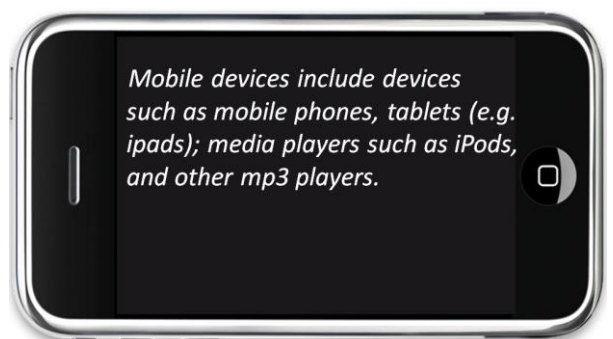 Mobile devices include devices
such as mobile phones, tablets (e.g.
ipads); media players such as iPods,
and other mp3 players.